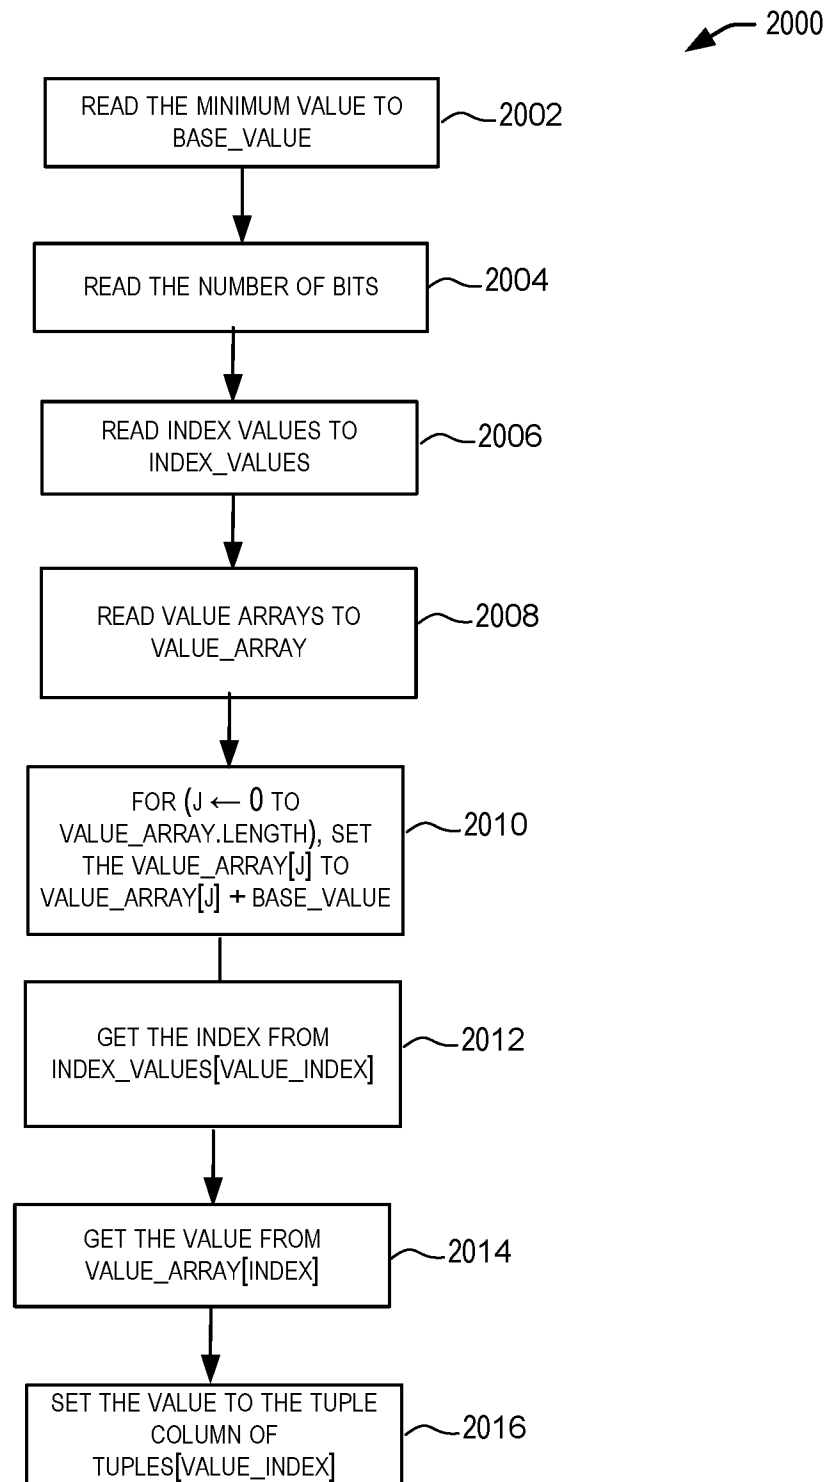 2000
READ THE MINIMUM VALUE TO
BASE_VALUE
2002
READ THE NUMBER OF BITS
2004
READ INDEX VALUES TO
INDEX_VALUES
2006
READ VALUE ARRAYS TO
VALUE_ARRAY
2008
FOR (J ← 0 TO
VALUE_ARRAY.LENGTH), SET
THE VALUE_ARRAY[J] TO
VALUE_ARRAY[J] + BASE_VALUE
2010
GET THE INDEX FROM
INDEX_VALUES[VALUE_INDEX]
2012
GET THE VALUE FROM
VALUE_ARRAY[INDEX]
2014
SET THE VALUE TO THE TUPLE
COLUMN OF
TUPLES[VALUE_INDEX]
2016